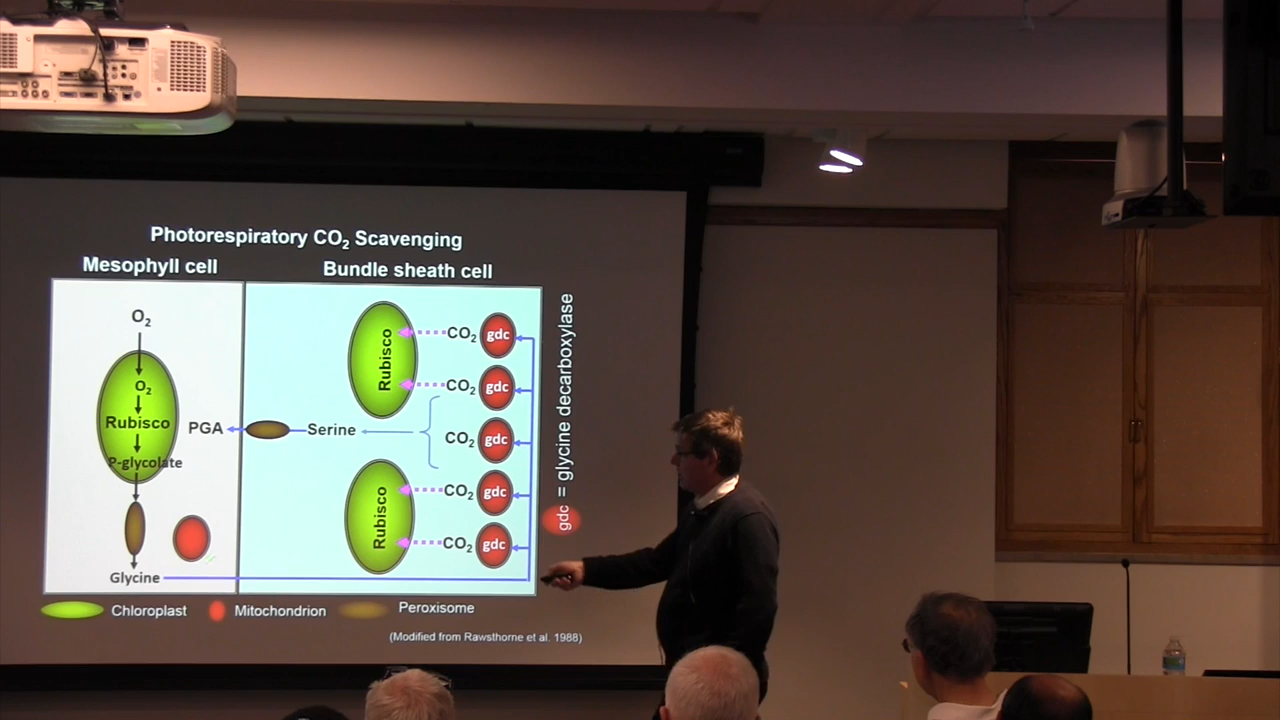 Photorespiratory CO₂ Scavenging
Mesophyll cell
Bundle sheath cell
O₂
O₂
Rubisco
P-glycolate
Glycine
PGA
Serine
Rubisco
Rubisco
CO₂ gdc
CO₂ gdc
CO₂ gdc
CO₂ gdc
CO₂ gdc
gdc = glycine decarboxylase
Chloroplast
Mitochondrion
Peroxisome
(Modified from Rawsthorne et al. 1988)